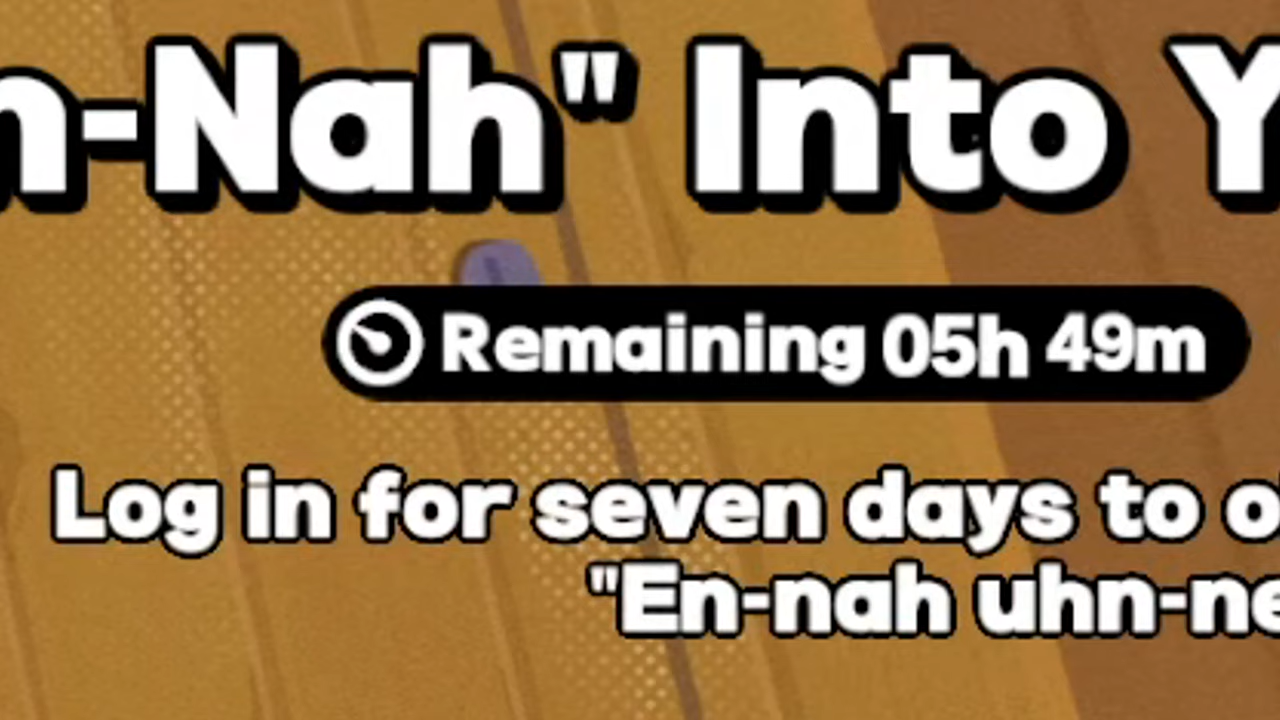 n-Nah" Into Y
Remaining 05h 49m
Log in for seven days to o
"En-nah uhn-ne